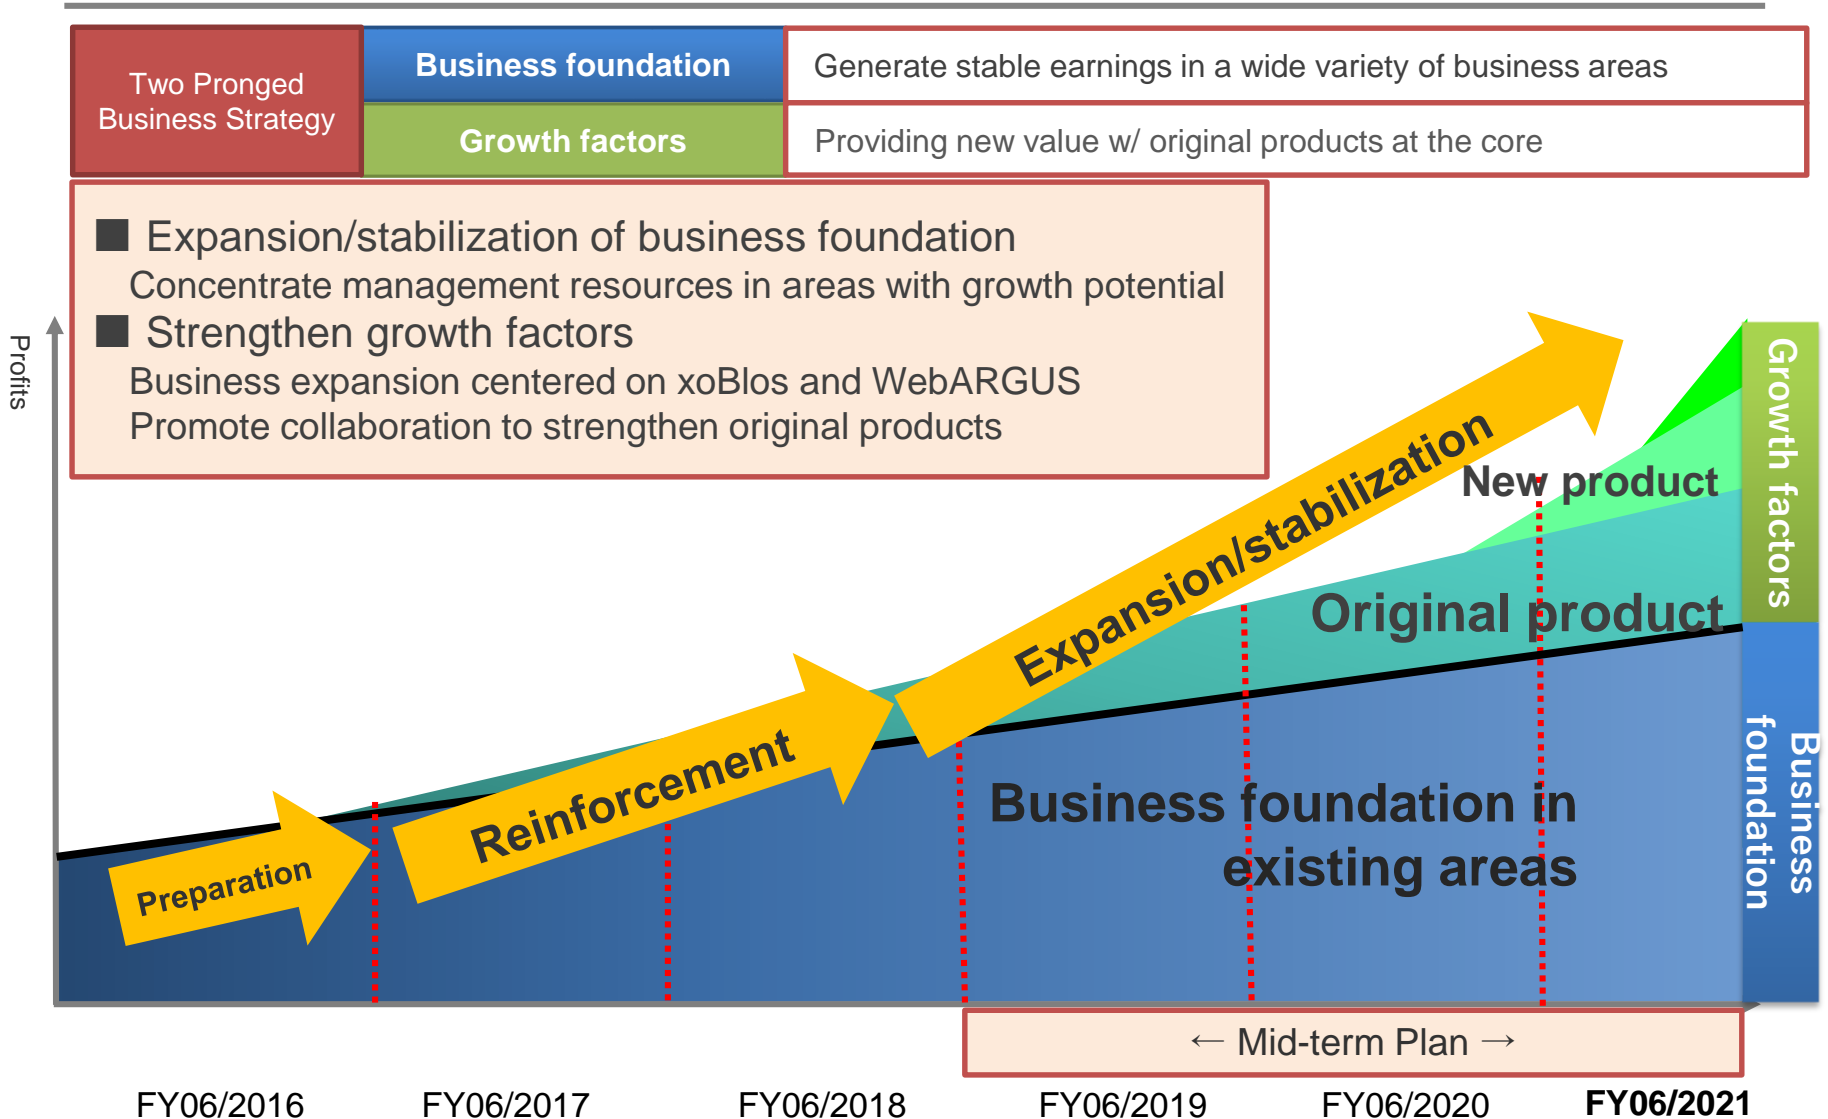 Two Pronged
Business Strategy
Business foundation
Generate stable earnings in a wide variety of business areas
Growth factors
Providing new value w/ original products at the core
■ Expansion/stabilization of business foundation
Concentrate management resources in areas with growth potential
■ Strengthen growth factors
Business expansion centered on xoBlos and WebARGUS
Promote collaboration to strengthen original products
Profits
Preparation
Reinforcement
Expansion/stabilization
New product
Original product
Business foundation in
existing areas
Growth factors
Business
foundation
← Mid-term Plan →
FY06/2016
FY06/2017
FY06/2018
FY06/2019
FY06/2020
FY06/2021